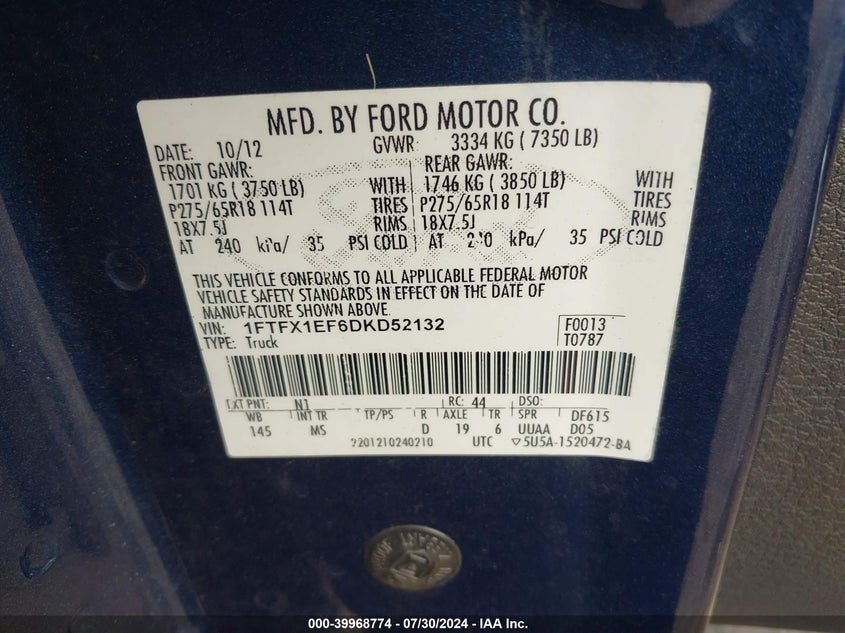 MFD. BY FORD MOTOR CO.
DATE: 10/12 GVWR: 3334 KG ( 7350 LB)
FRONT GAWR: REAR GAWR:
1701 KG ( 3750 LB) WITH 1746 KG ( 3850 LB) WITH
P275/65R18 114T TIRES P275/65R18 114T TIRES
18X7.5J RIMS 18X7.5J RIMS
AT 240 kPa/ 35 PSI COLD AT 240 kPa/ 35 PSI COLD
THIS VEHICLE CONFORMS TO ALL APPLICABLE FEDERAL MOTOR
VEHICLE SAFETY STANDARDS IN EFFECT ON THE DATE OF
MANUFACTURE SHOWN ABOVE.
VIN: 1FTFX1EF6DKD52132 F0013
TYPE: Truck T0787
EXT PNT: N1 RC: 44 DSO:
WB INT TR TP/PS R AXLE TR SPR DF615
145 MS D 19 6 UUAA D05
?201210240210 UTC ▽5U5A-1520472-BA
000-39968774 / 07/30/2024 - IAA Inc.